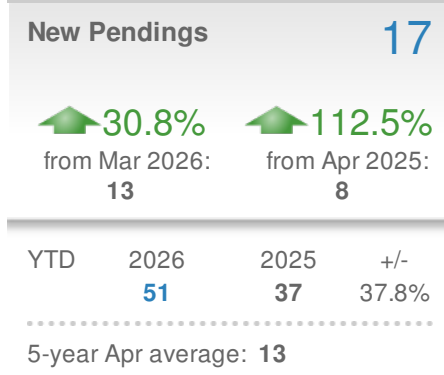 New Pendings 17
30.8% 112.5%
from Mar 2026: from Apr 2025:
13 8
YTD 2026 2025 +/-
51 37 37.8%
5-year Apr average: 13